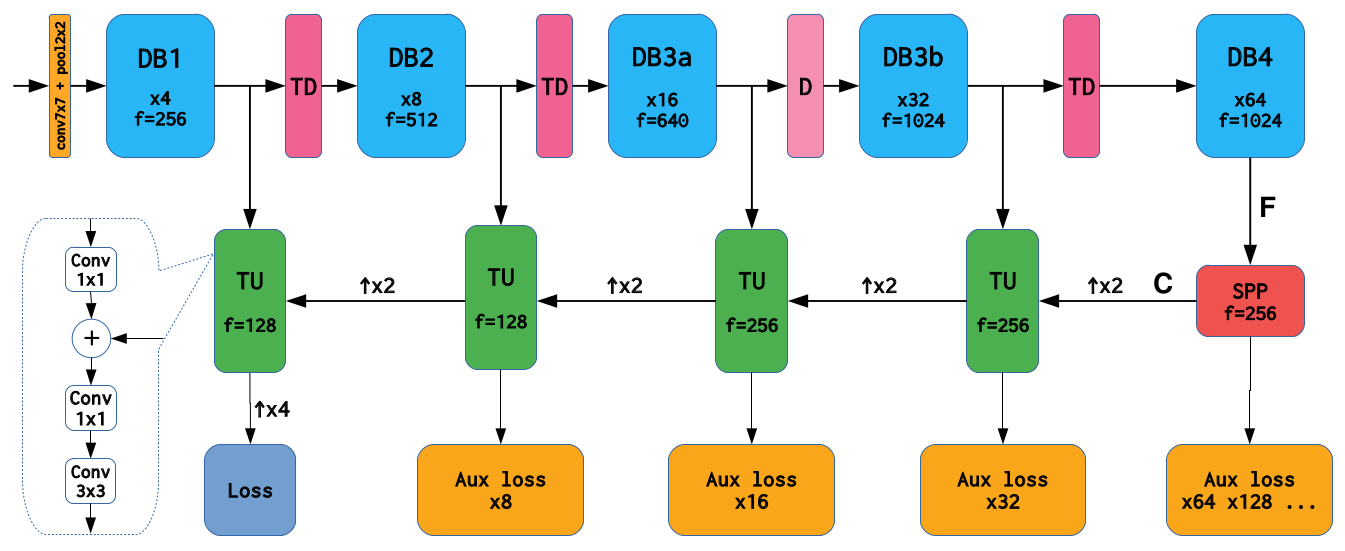 conv7x7 + pool2x2
DB1
x4
f=256
TD
DB2
x8
f=512
TD
DB3a
x16
f=640
D
DB3b
x32
f=1024
TD
DB4
x64
f=1024
F
Conv
1x1
+
Conv
1x1
Conv
3x3
TU
f=128
↑x2
TU
f=128
↑x2
TU
f=256
↑x2
TU
f=256
↑x2
C
SPP
f=256
↑x4
Loss
Aux loss
x8
Aux loss
x16
Aux loss
x32
Aux loss
x64 x128 ...